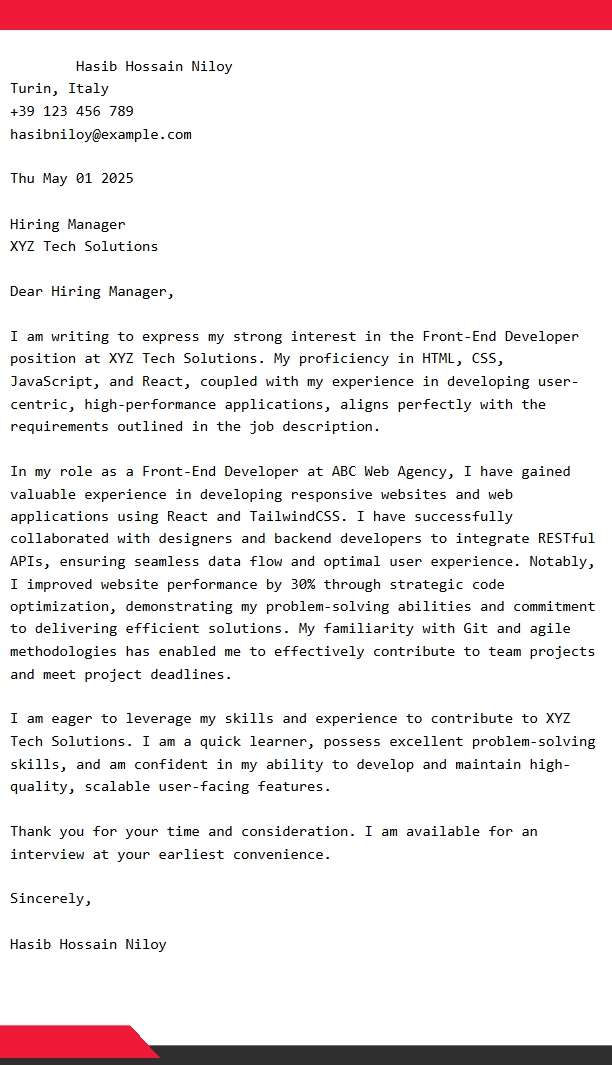 Hasib Hossain Niloy
Turin, Italy
+39 123 456 789
hasibniloy@example.com
Thu May 01 2025
Hiring Manager
XYZ Tech Solutions
Dear Hiring Manager,
I am writing to express my strong interest in the Front-End Developer
position at XYZ Tech Solutions. My proficiency in HTML, CSS,
JavaScript, and React, coupled with my experience in developing user-
centric, high-performance applications, aligns perfectly with the
requirements outlined in the job description.
In my role as a Front-End Developer at ABC Web Agency, I have gained
valuable experience in developing responsive websites and web
applications using React and TailwindCSS. I have successfully
collaborated with designers and backend developers to integrate RESTful
APIs, ensuring seamless data flow and optimal user experience. Notably,
I improved website performance by 30% through strategic code
optimization, demonstrating my problem-solving abilities and commitment
to delivering efficient solutions. My familiarity with Git and agile
methodologies has enabled me to effectively contribute to team projects
and meet project deadlines.
I am eager to leverage my skills and experience to contribute to XYZ
Tech Solutions. I am a quick learner, possess excellent problem-solving
skills, and am confident in my ability to develop and maintain high-
quality, scalable user-facing features.
Thank you for your time and consideration. I am available for an
interview at your earliest convenience.
Sincerely,
Hasib Hossain Niloy